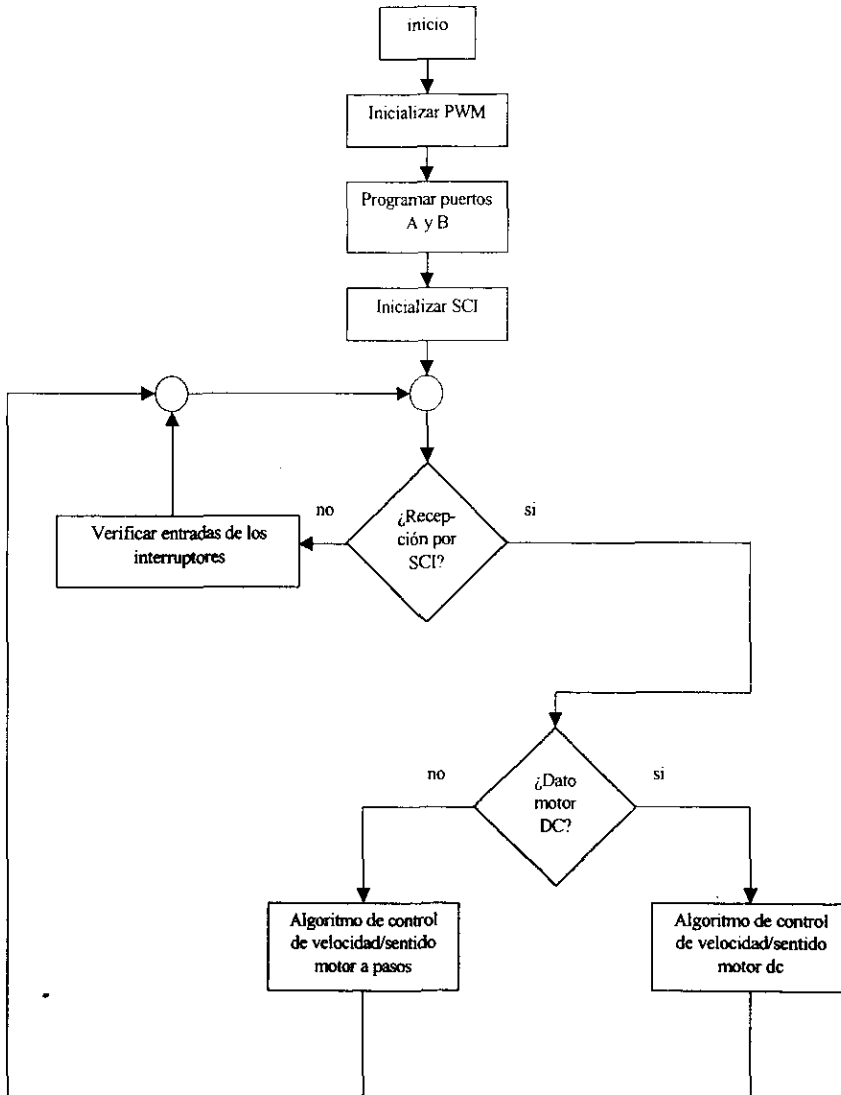 inicio
Inicializar PWM
Programar puertos
A y B
Inicializar SCI
no
¿Recep-
ción por
SCI?
si
Verificar entradas de los
interruptores
no
¿Dato
motor
DC?
si
Algoritmo de control
de velocidad/sentido
motor a pasos
Algoritmo de control
de velocidad/sentido
motor dc